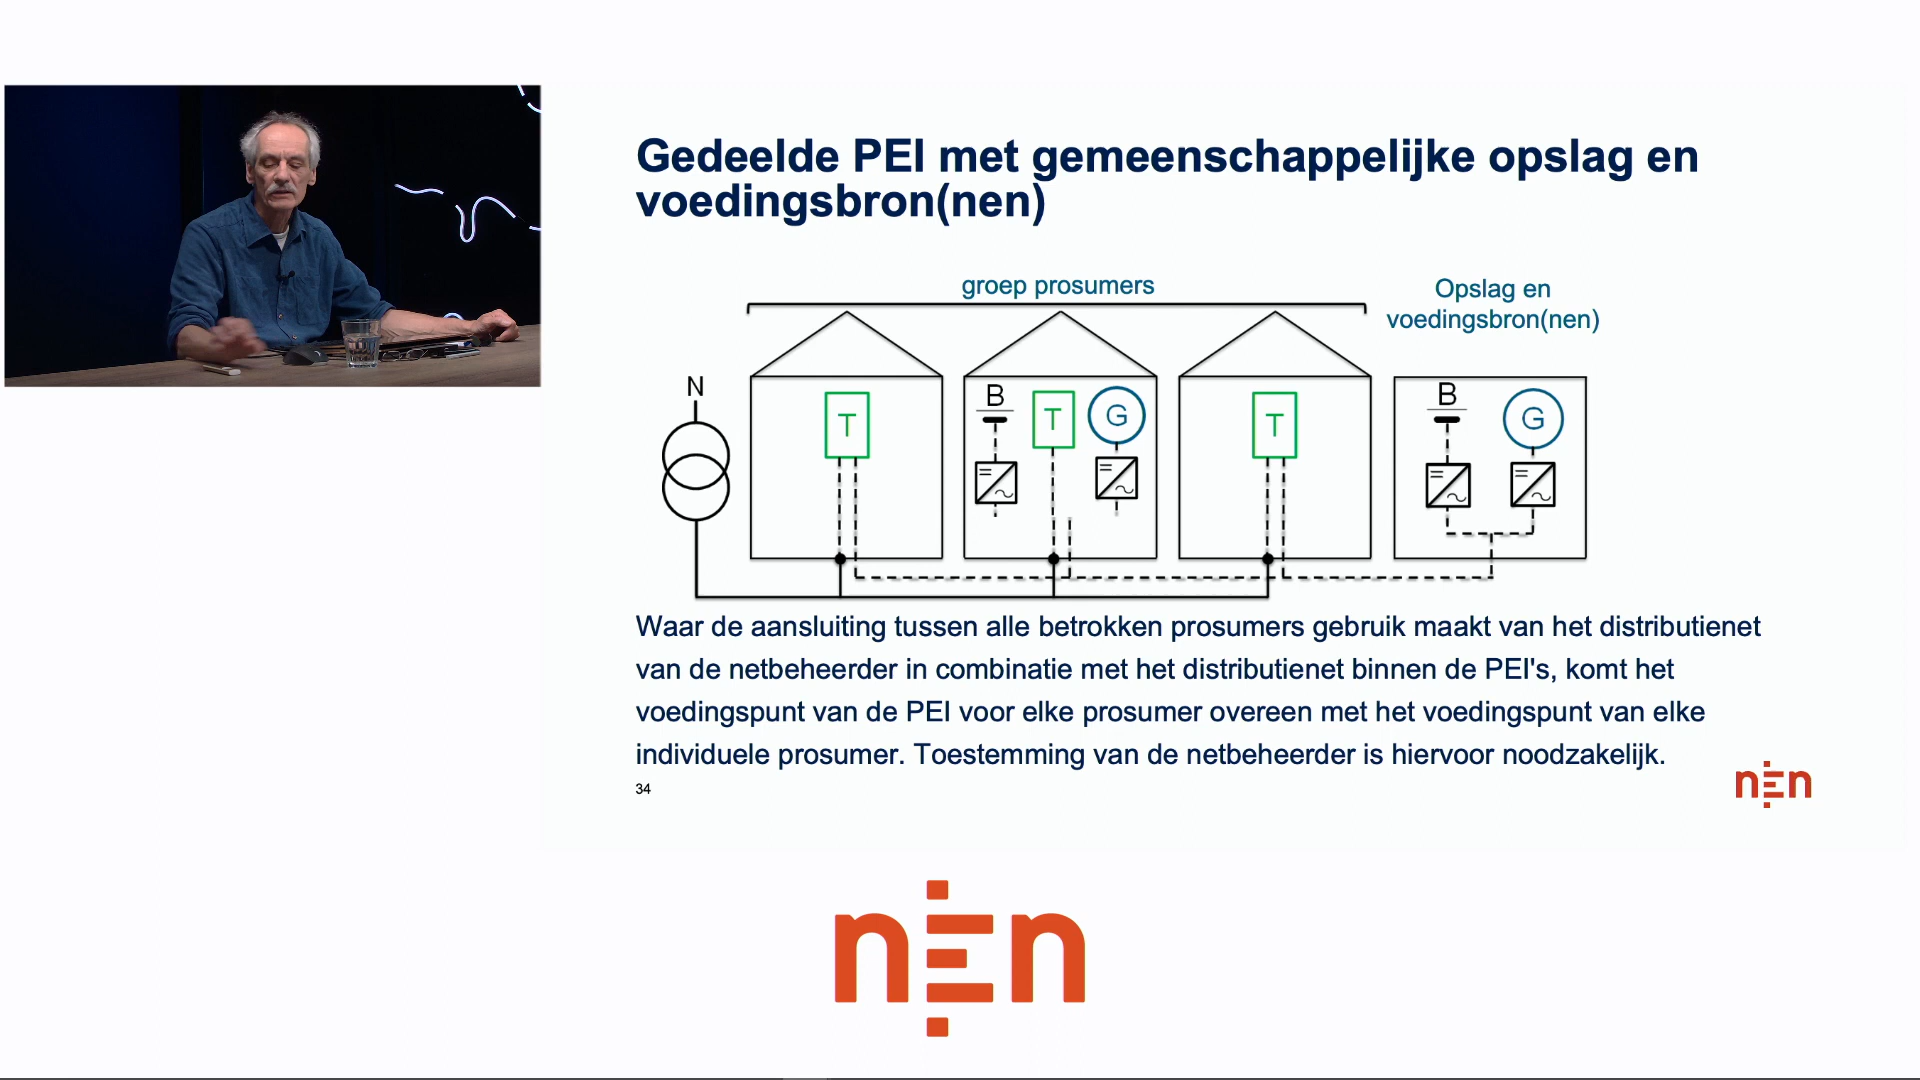 Gedeelde PEI met gemeenschappelijke opslag en
voedingsbron(nen)
groep prosumers
Opslag en
voedingsbron(nen)
N
T
B
T
G
T
B
G
Waar de aansluiting tussen alle betrokken prosumers gebruik maakt van het distributienet
van de netbeheerder in combinatie met het distributienet binnen de PEI's, komt het
voedingspunt van de PEI voor elke prosumer overeen met het voedingspunt van elke
individuele prosumer. Toestemming van de netbeheerder is hiervoor noodzakelijk.
34
nen
nen